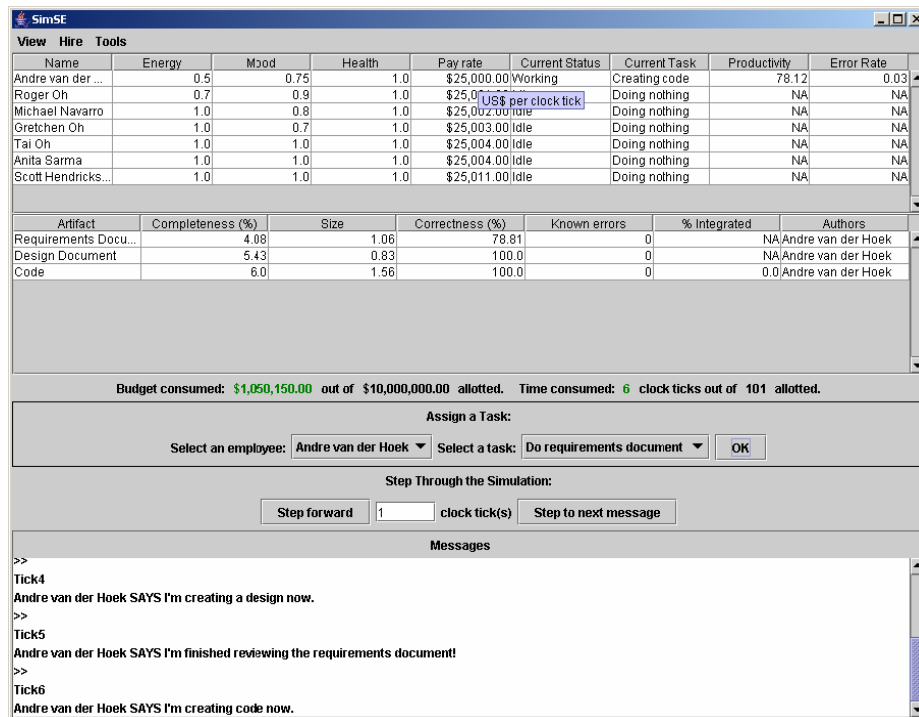 SimSE
View Hire Tools
Name Energy Mood Health Pay rate Current Status Current Task Productivity Error Rate
Andre van der ... 0.5 0.75 1.0 $25,000.00 Working Creating code 78.12 0.03
Roger Oh 0.7 0.9 1.0 Doing nothing NA NA
US$ per clock tick
Michael Navarro 1.0 0.8 1.0 $25,002.00 Idle Doing nothing NA NA
Gretchen Oh 1.0 0.7 1.0 $25,003.00 Idle Doing nothing NA NA
Tai Oh 1.0 1.0 1.0 $25,004.00 Idle Doing nothing NA NA
Anita Sarma 1.0 1.0 1.0 $25,004.00 Idle Doing nothing NA NA
Scott Hendricks... 1.0 1.0 1.0 $25,011.00 Idle Doing nothing NA NA
Artifact Completeness (%) Size Correctness (%) Known errors % Integrated Authors
Requirements Docu... 4.08 1.06 78.81 0 NA Andre van der Hoek
Design Document 5.43 0.83 100.0 0 NA Andre van der Hoek
Code 6.0 1.56 100.0 0 0.0 Andre van der Hoek
Budget consumed: $1,050,150.00 out of $10,000,000.00 allotted. Time consumed: 6 clock ticks out of 101 allotted.
Assign a Task:
Select an employee: Andre van der Hoek Select a task: Do requirements document OK
Step Through the Simulation:
Step forward 1 clock tick(s) Step to next message
Messages
>>
Tick4
Andre van der Hoek SAYS I'm creating a design now.
>>
Tick5
Andre van der Hoek SAYS I'm finished reviewing the requirements document!
>>
Tick6
Andre van der Hoek SAYS I'm creating code now.